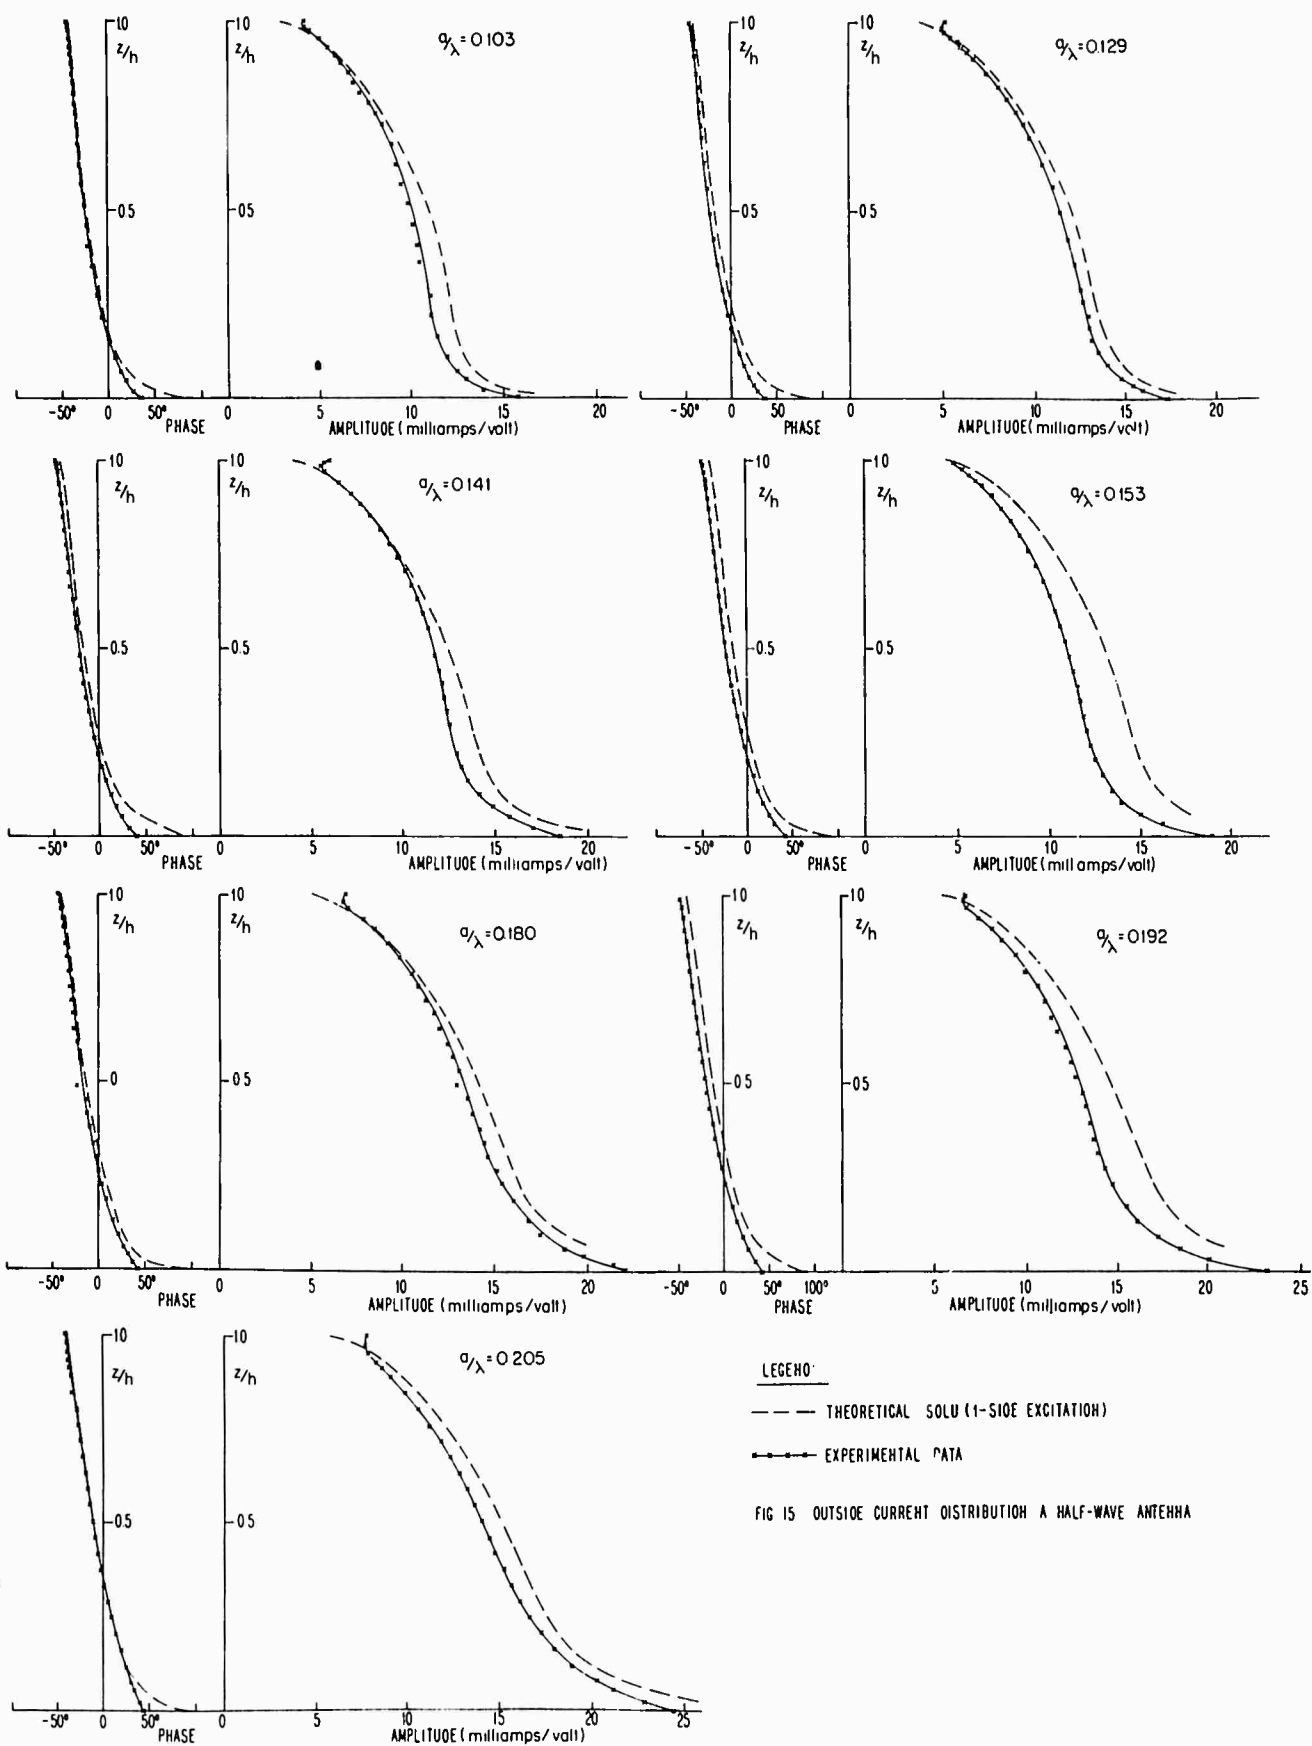 a/λ = 0.103
10
z/h
10
z/h
0.5
0.5
-50° 0 50°
PHASE
0 5 10 15 20
AMPLITUDE (milliamps/volt)
a/λ = 0.129
10
z/h
10
z/h
0.5
0.5
-50° 0 50°
PHASE
0 5 10 15 20
AMPLITUDE (milliamps/volt)
a/λ = 0.141
10
z/h
10
z/h
0.5
0.5
-50° 0 50°
PHASE
0 5 10 15 20
AMPLITUDE (milliamps/volt)
a/λ = 0.153
10
z/h
10
z/h
0.5
0.5
-50° 0 50°
PHASE
0 5 10 15 20
AMPLITUDE (milliamps/volt)
a/λ = 0.180
10
z/h
10
z/h
0
0.5
-50° 0 50°
PHASE
0 5 10 15 20
AMPLITUDE (milliamps/volt)
a/λ = 0.192
10
z/h
10
z/h
0.5
0.5
-50° 0 50° 100°
PHASE
5 10 15 20 25
AMPLITUDE (milliamps/volt)
a/λ = 0.205
10
z/h
10
z/h
0.5
0.5
-50° 0 50°
PHASE
0 5 10 15 20 25
AMPLITUDE (milliamps/volt)
LEGEND:
THEORETICAL SOLU (1-SIDE EXCITATION)
EXPERIMENTAL DATA
FIG 15 OUTSIDE CURRENT DISTRIBUTION A HALF-WAVE ANTENNA